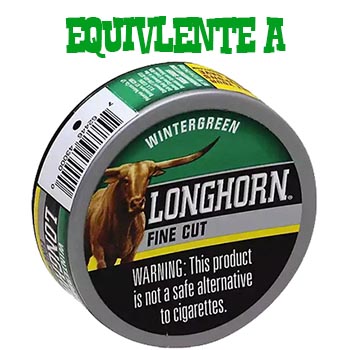 EQUIVLENTE A
WINTERGREEN
LONGHORN®
FINE CUT
WARNING: This product
is not a safe alternative
to cigarettes.